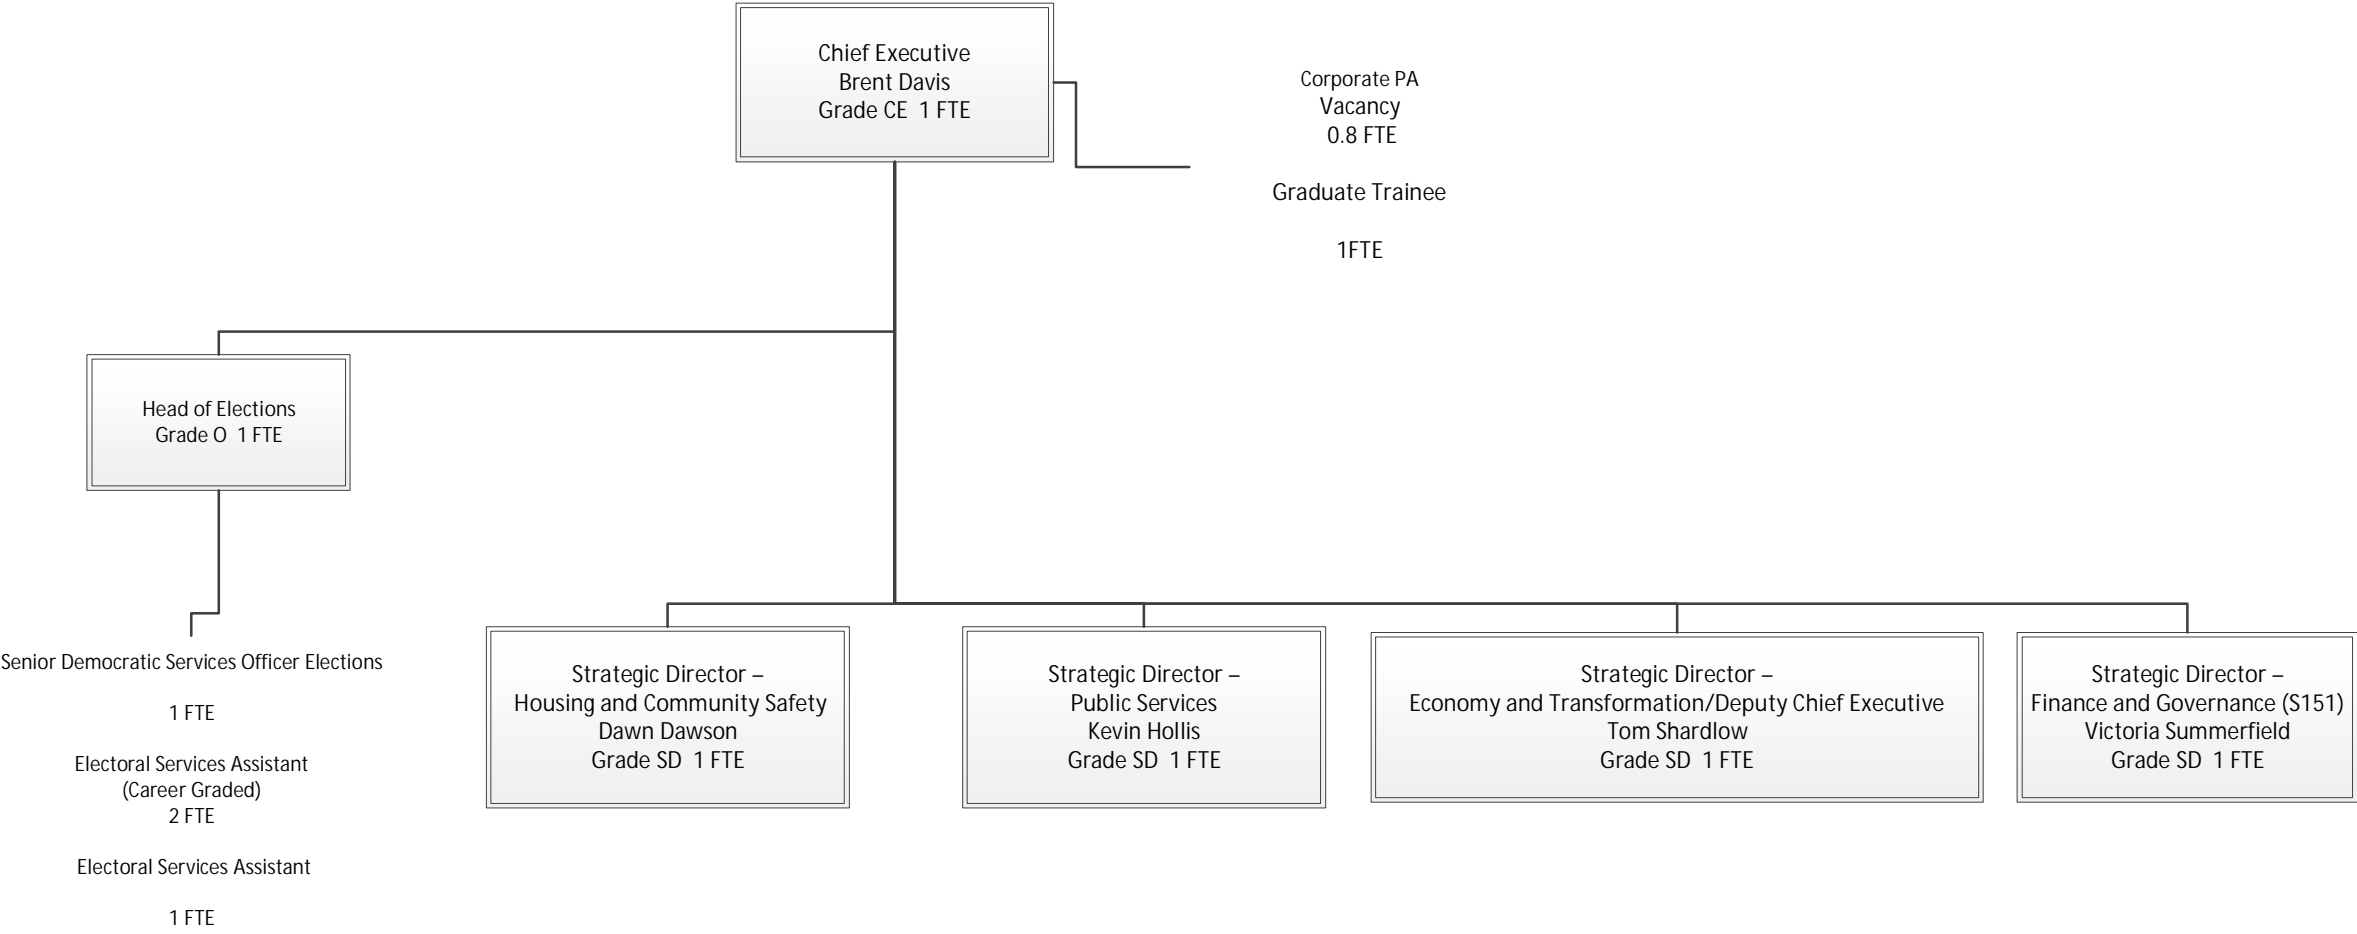 Chief Executive
Brent Davis
Grade CE  1 FTE
Corporate PA
Vacancy
0.8 FTE
Graduate Trainee
1FTE
Head of Elections
Grade O  1 FTE
Senior Democratic Services Officer Elections
1 FTE
Electoral Services Assistant
(Career Graded)
2 FTE
Electoral Services Assistant
1 FTE
Strategic Director –
Housing and Community Safety
Dawn Dawson
Grade SD  1 FTE
Strategic Director –
Public Services
Kevin Hollis
Grade SD  1 FTE
Strategic Director –
Economy and Transformation/Deputy Chief Executive
Tom Shardlow
Grade SD  1 FTE
Strategic Director –
Finance and Governance (S151)
Victoria Summerfield
Grade SD  1 FTE